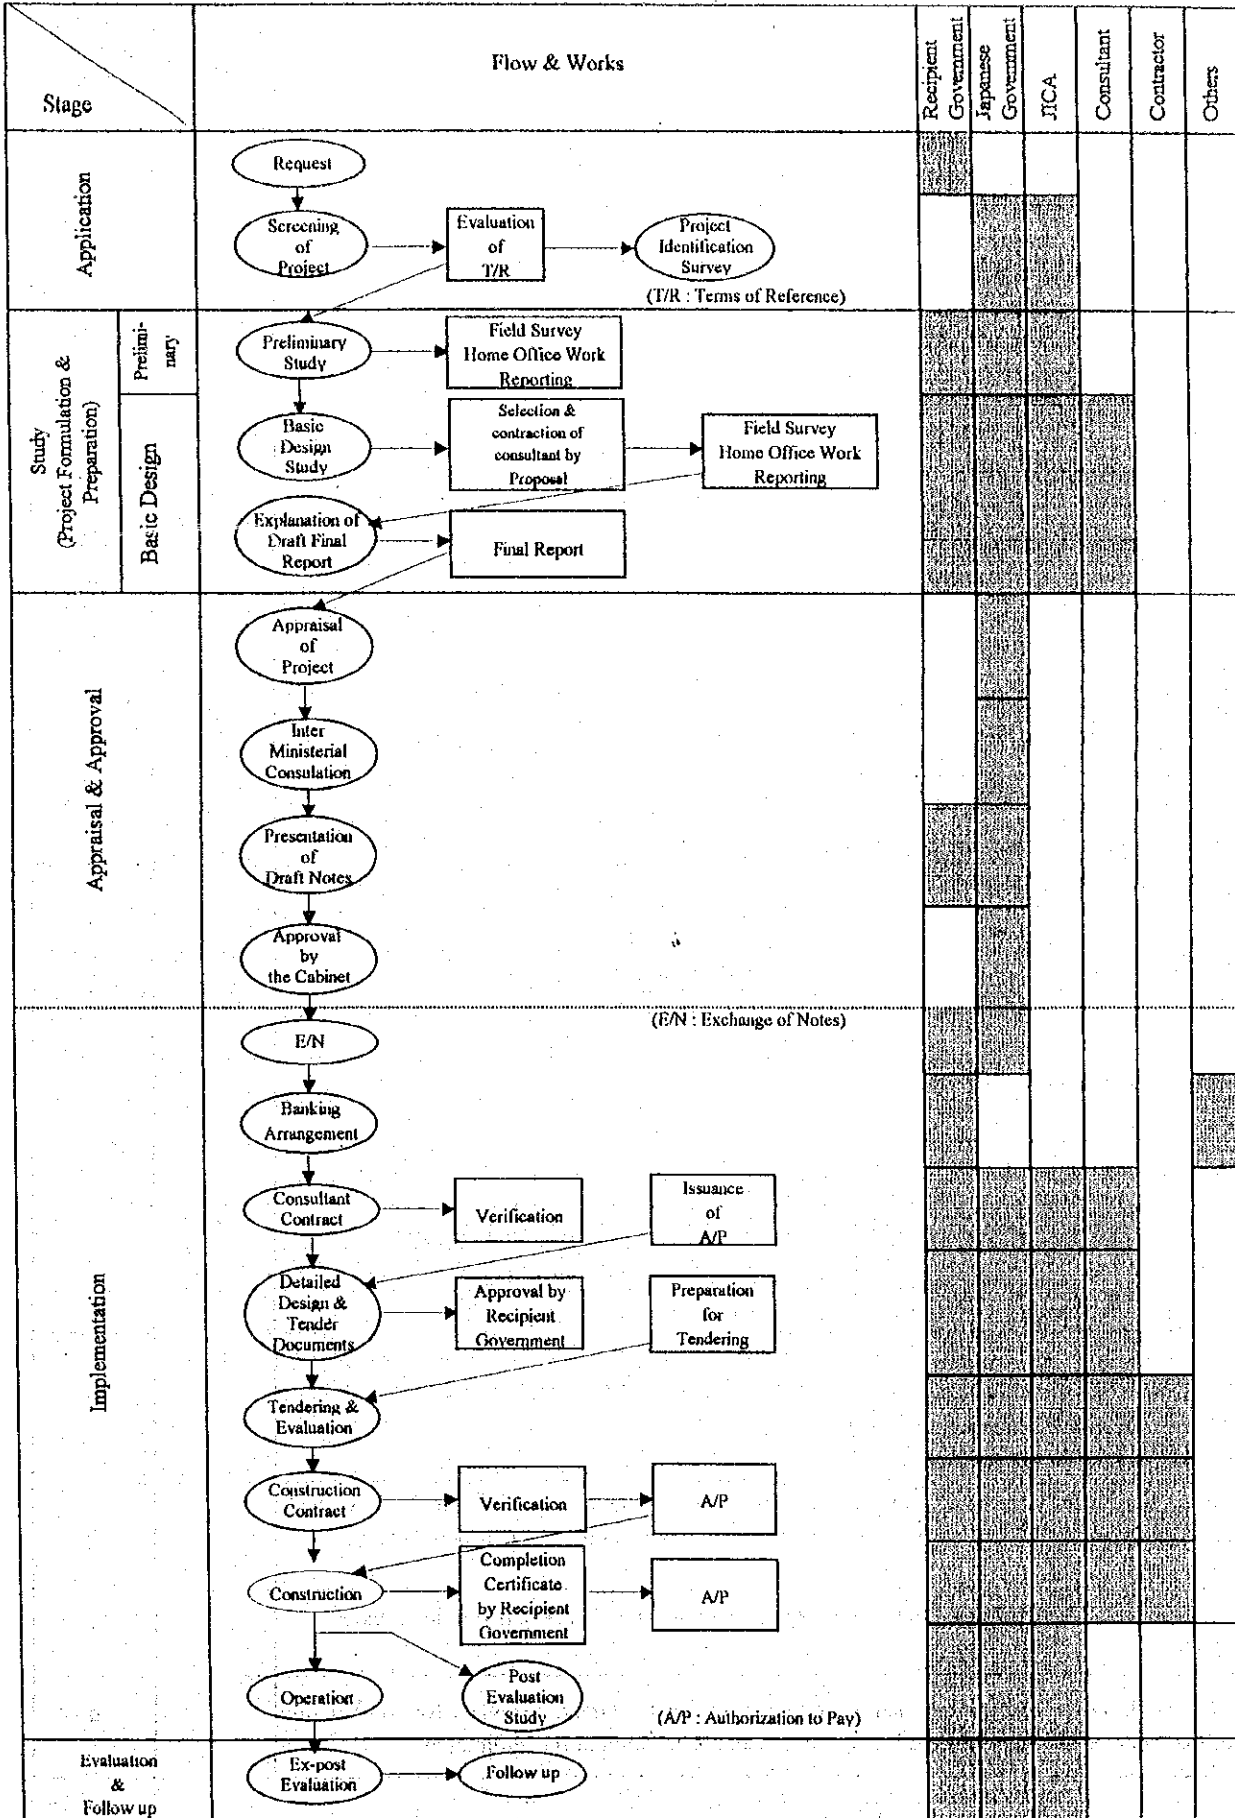 Stage
Flow & Works
Recipient
Government
Japanese
Government
JICA
Consultant
Contractor
Others
Application
Request
Screening
of
Project
Evaluation
of
T/R
Project
Identification
Survey
(T/R : Terms of Reference)
Study
(Project Formulation &
Preparation)
Prelimi-
nary
Preliminary
Study
Field Survey
Home Office Work
Reporting
Basic Design
Basic
Design
Study
Selection &
contraction of
consultant by
Proposal
Field Survey
Home Office Work
Reporting
Explanation of
Draft Final
Report
Final Report
Appraisal & Approval
Appraisal
of
Project
Inter
Ministerial
Consulation
Presentation
of
Draft Notes
Approval
by
the Cabinet
Implementation
(E/N : Exchange of Notes)
E/N
Banking
Arrangement
Consultant
Contract
Verification
Issuance
of
A/P
Detailed
Design &
Tender
Documents
Approval by
Recipient
Government
Preparation
for
Tendering
Tendering &
Evaluation
Construction
Contract
Verification
A/P
Construction
Completion
Certificate
by Recipient
Government
A/P
Operation
Post
Evaluation
Study
(A/P : Authorization to Pay)
Evaluation
&
Follow up
Ex-post
Evaluation
Follow up